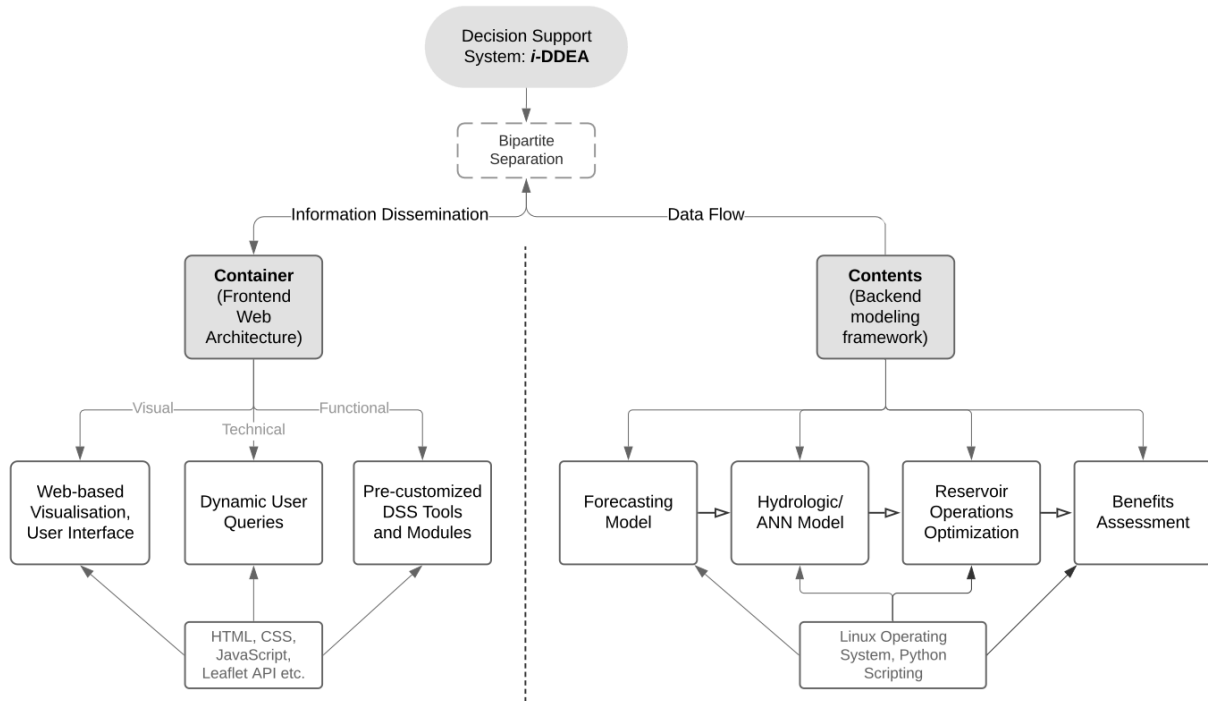 Decision Support
System: i-DDEA
Bipartite
Separation
Information Dissemination
Data Flow
Container
(Frontend
Web
Architecture)
Contents
(Backend
modeling
framework)
Visual
Functional
Technical
Web-based
Visualisation,
User Interface
Dynamic User
Queries
Pre-customized
DSS Tools
and Modules
Forecasting
Model
Hydrologic/
ANN Model
Reservoir
Operations
Optimization
Benefits
Assessment
HTML, CSS,
JavaScript,
Leaflet API etc.
Linux Operating
System, Python
Scripting